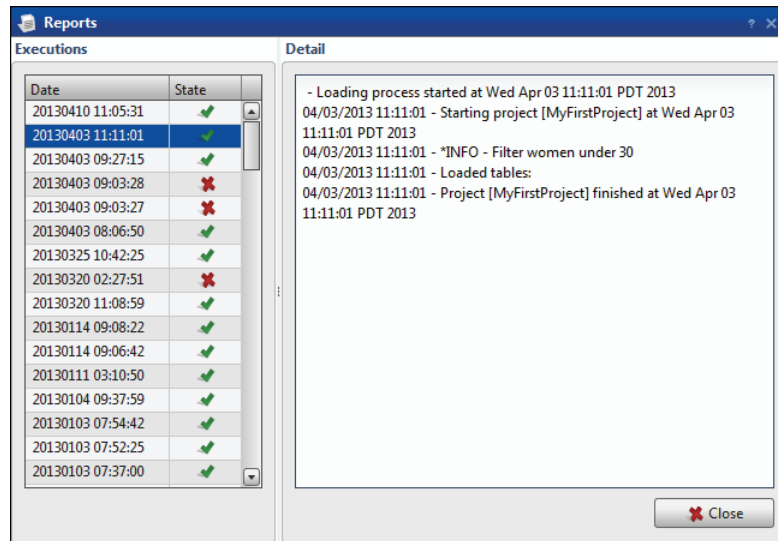 Reports
? X
Executions
Detail
Date State
20130410 11:05:31
20130403 11:11:01
20130403 09:27:15
20130403 09:03:28
20130403 09:03:27
20130403 08:06:50
20130325 10:42:25
20130320 02:27:51
20130320 11:08:59
20130114 09:08:22
20130114 09:06:42
20130111 03:10:50
20130104 09:37:59
20130103 07:54:42
20130103 07:52:25
20130103 07:37:00
- Loading process started at Wed Apr 03 11:11:01 PDT 2013
04/03/2013 11:11:01 - Starting project [MyFirstProject] at Wed Apr 03
11:11:01 PDT 2013
04/03/2013 11:11:01 - *INFO - Filter women under 30
04/03/2013 11:11:01 - Loaded tables:
04/03/2013 11:11:01 - Project [MyFirstProject] finished at Wed Apr 03
11:11:01 PDT 2013
Close